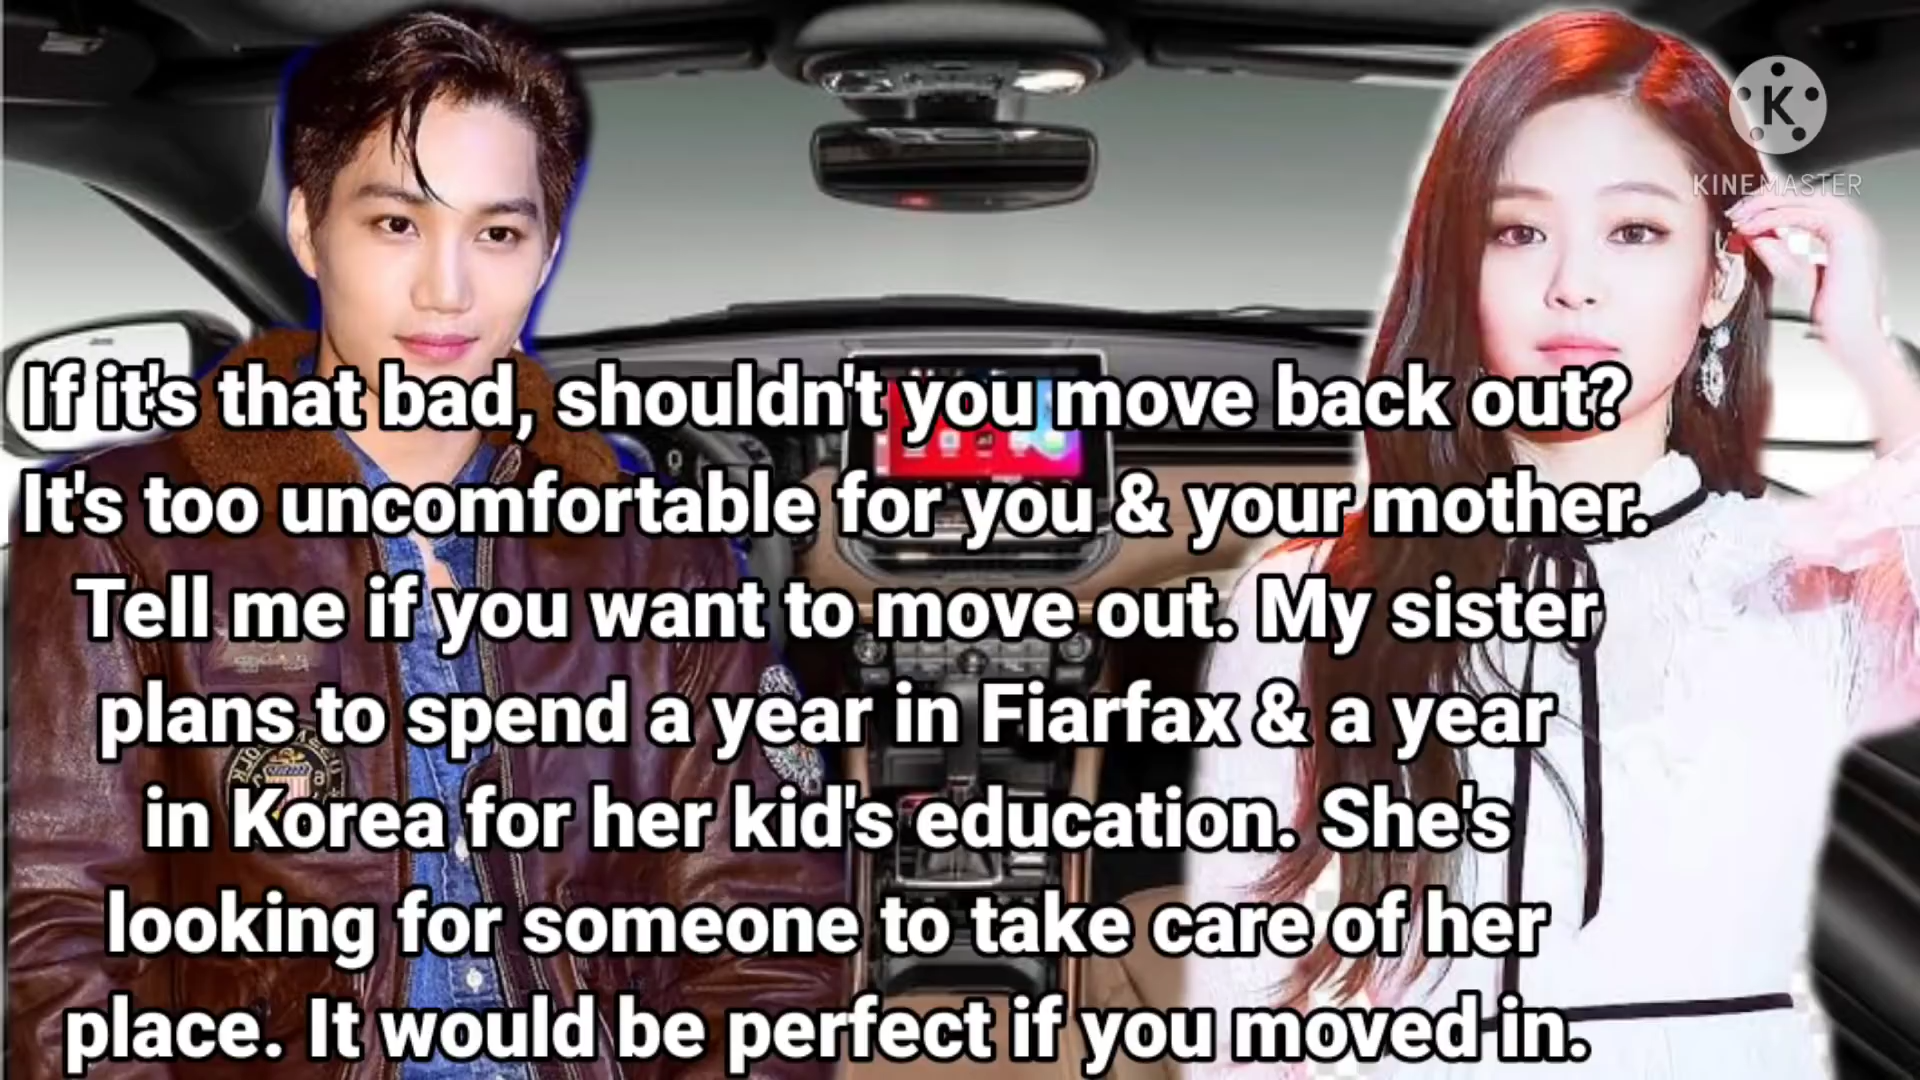 KINEMASTER
If it's that bad, shouldn't you move back out?
It's too uncomfortable for you & your mother.
Tell me if you want to move out. My sister
plans to spend a year in Fiarfax & a year
in Korea for her kid's education. She's
looking for someone to take care of her
place. It would be perfect if you moved in.